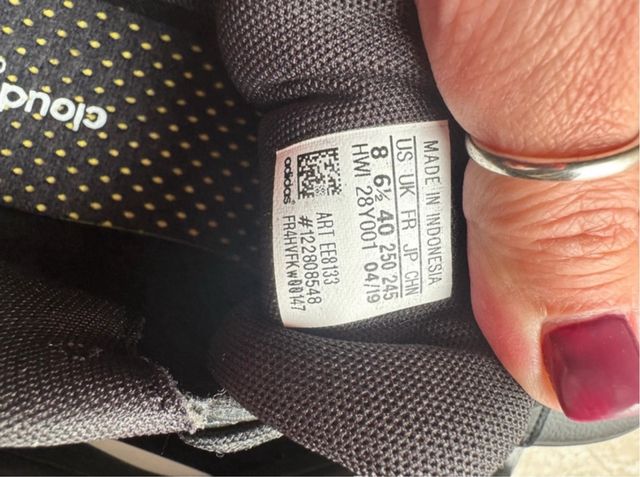 cloud
MADE IN INDONESIA
US UK FR JP CHN
8 6½ 40 250 245
HWI 28Y001 04/19
ART EE8133
#122808548
FR4HVFKw00147
adidas®